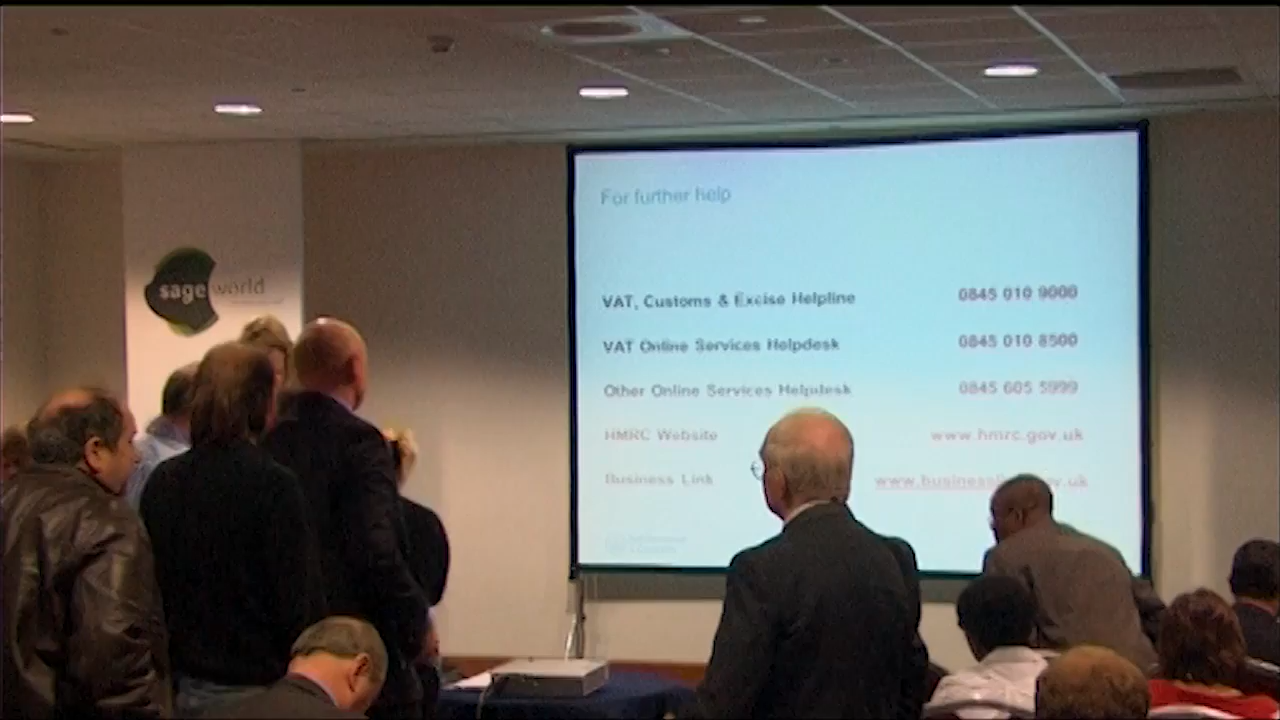 For further help
sage world
VAT, Customs & Excise Helpline 0845 010 9000
VAT Online Services Helpdesk 0845 010 8500
Other Online Services Helpdesk 0845 605 5999
HMRC Website www.hmrc.gov.uk
Business Link